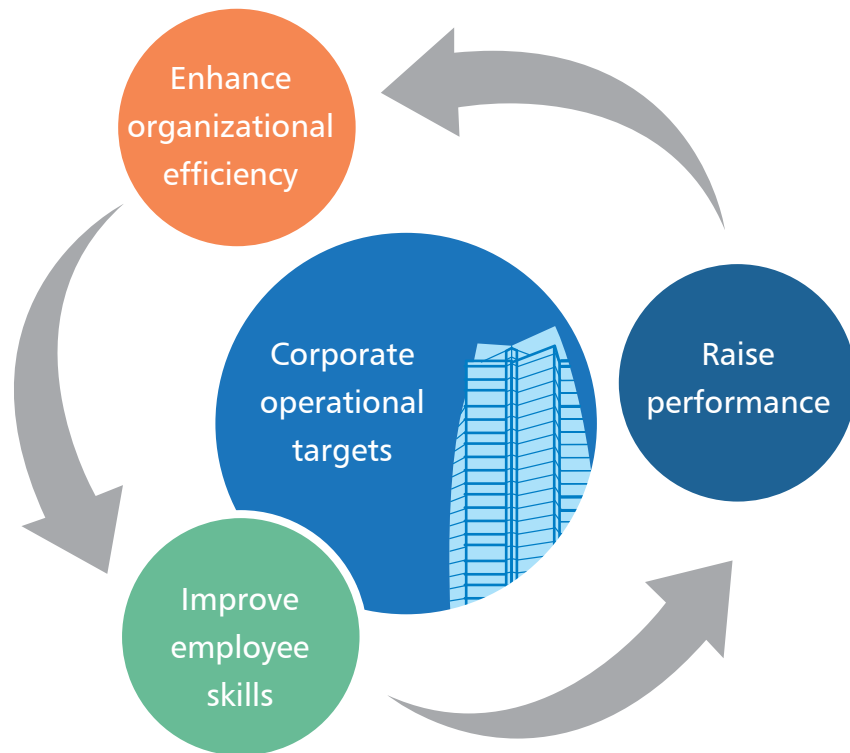 Enhance
organizational
efficiency
Corporate
operational
targets
Raise
performance
Improve
employee
skills